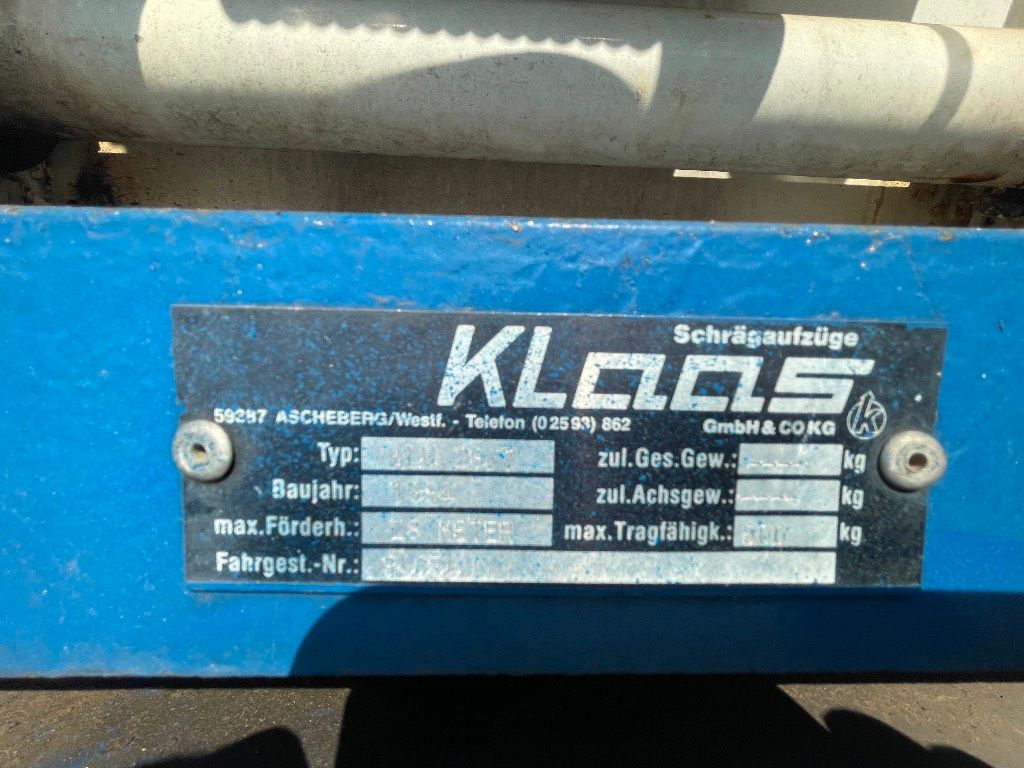 Schrägaufzüge
KLAAS
59287 ASCHEBERG/Westf. - Telefon (02593) 862
GmbH & CO KG
Typ:
zul.Ges.Gew.: kg
Baujahr:
zul.Achsgew.: kg
max.Förderh.: 28 METER
max.Tragfähigk.: kg
Fahrgest.-Nr.: